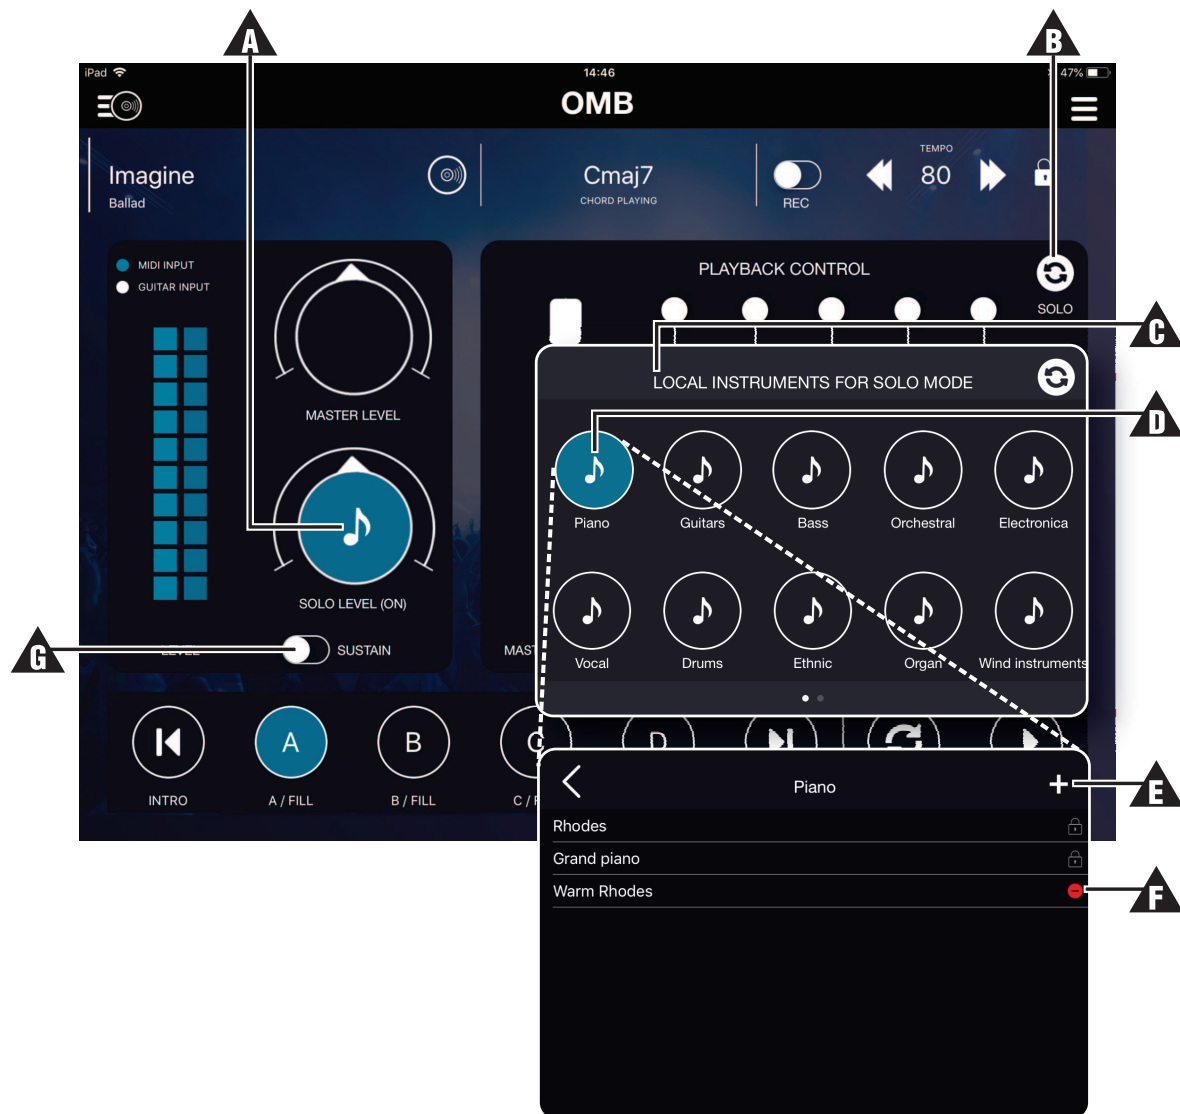 A
B
iPad 14:46 47%
OMB
Imagine
Ballad
Cmaj7
CHORD PLAYING
REC
TEMPO
80
MIDI INPUT
GUITAR INPUT
MASTER LEVEL
SOLO LEVEL (ON)
LEVEL
SUSTAIN
G
PLAYBACK CONTROL
SOLO
C
LOCAL INSTRUMENTS FOR SOLO MODE
D
Piano Guitars Bass Orchestral Electronica
Vocal Drums Ethnic Organ Wind instruments
MAST
A B C D
INTRO A / FILL B / FILL C / F
Piano
E
Rhodes
Grand piano
Warm Rhodes
F